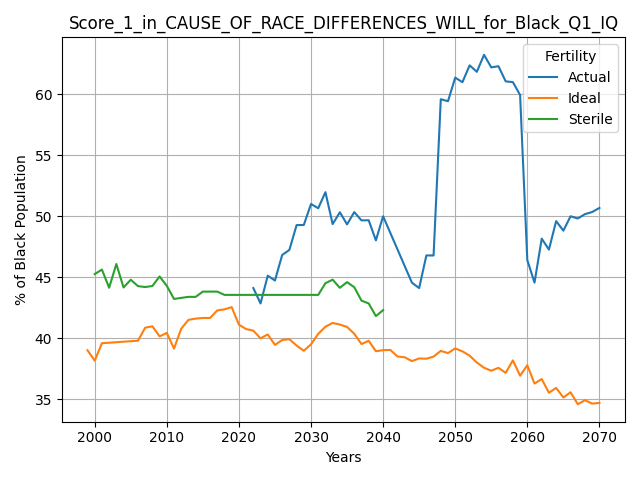 Score_1_in_CAUSE_OF_RACE_DIFFERENCES_WILL_for_Black_Q1_IQ
Fertility
Actual
Ideal
Sterile
% of Black Population
60
55
50
45
40
35
2000 2010 2020 2030 2040 2050 2060 2070
Years